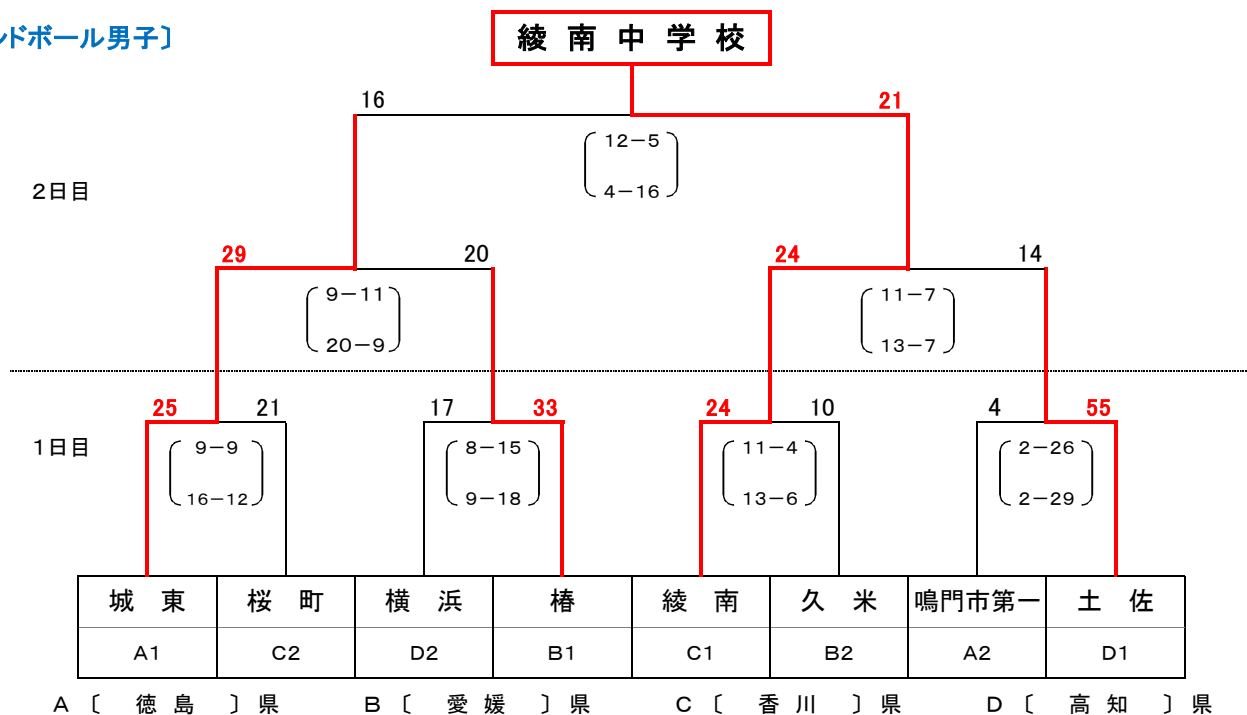 ンドボール男子〕
綾南中学校
16 21
12－5
2日目
4－16
29 20 24 14
9－11 11－7
20－9 13－7
25 21 17 33 24 10 4 55
1日目 9－9 8－15 11－4 2－26
16－12 9－18 13－6 2－29
城東 桜町 横浜 椿 綾南 久米 鳴門市第一 土佐
A1 C2 D2 B1 C1 B2 A2 D1
A〔 徳島 〕県 B〔 愛媛 〕県 C〔 香川 〕県 D〔 高知 〕県